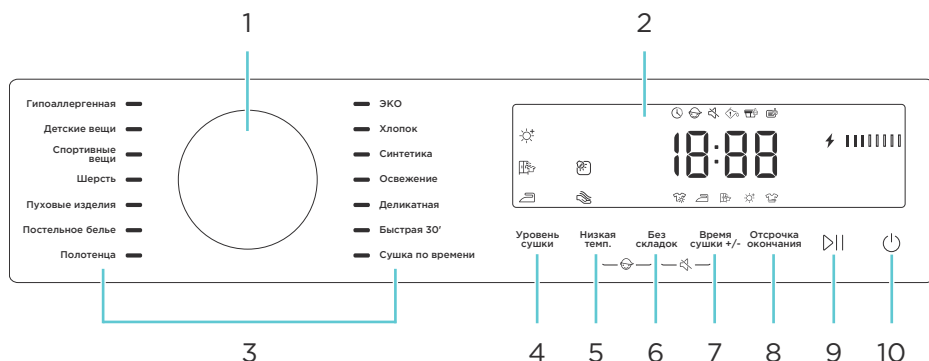 1
2
Гипоаллергенная
Детские вещи
Спортивные
вещи
Шерсть
Пуховые изделия
Постельное белье
Полотенца
ЭКО
Хлопок
Синтетика
Освежение
Деликатная
Быстрая 30'
Сушка по времени
18:88
Уровень
сушки
Низкая
темп.
Без
складок
Время
сушки +/-
Отсрочка
окончания
3
4
5
6
7
8
9
10